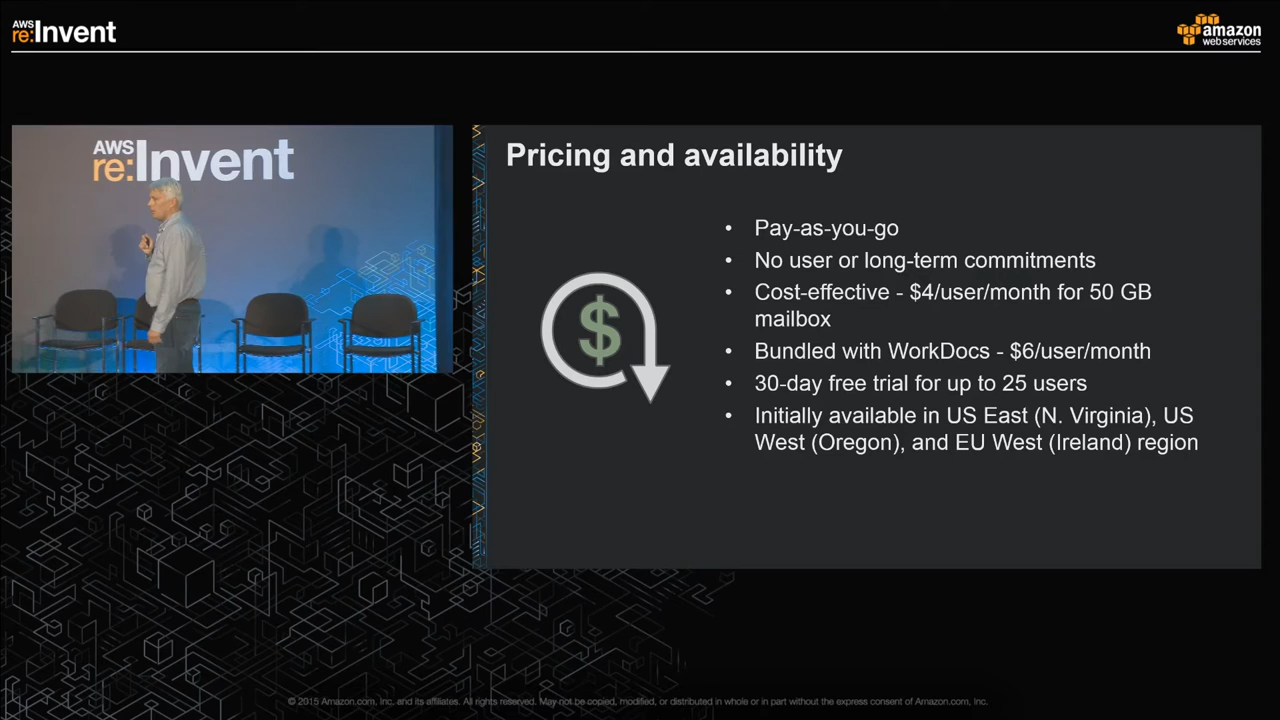 AWS
re:Invent
amazon
web services
AWS
re:Invent
Pricing and availability
• Pay-as-you-go
• No user or long-term commitments
• Cost-effective - $4/user/month for 50 GB
mailbox
• Bundled with WorkDocs - $6/user/month
• 30-day free trial for up to 25 users
• Initially available in US East (N. Virginia), US
West (Oregon), and EU West (Ireland) region
$
© 2015 Amazon.com, Inc. and its affiliates. All rights reserved. May not be copied, modified, or distributed in whole or in part without the express consent of Amazon.com, Inc.